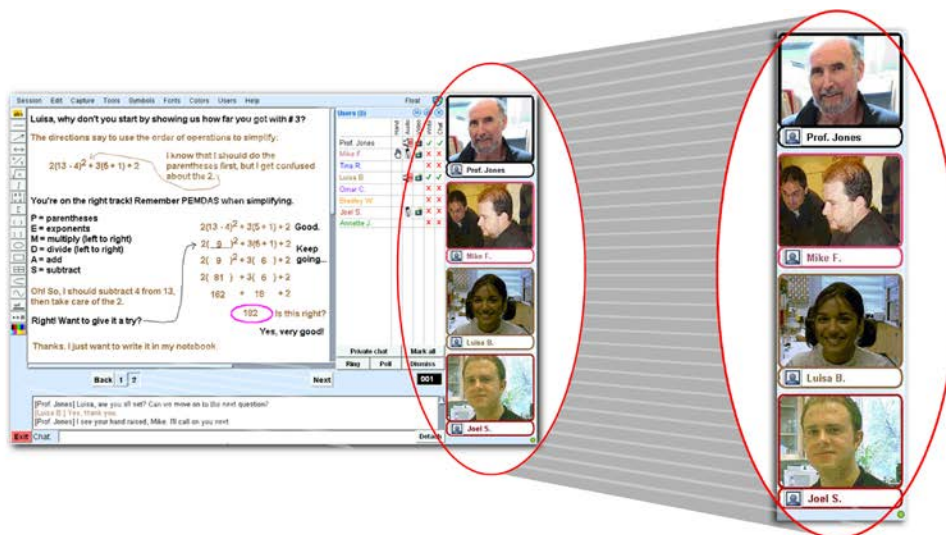 Session Edit Capture Tools Symbols Fonts Colors Users Help Float
Luisa, why don't you start by showing us how far you got with # 3?
The directions say to use the order of operations to simplify:
2(13 - 4)² + 3(5 + 1) + 2
I know that I should do the
parentheses first, but I get confused
about the 2.
You're on the right track! Remember PEMDAS when simplifying.
P = parentheses
E = exponents
M = multiply (left to right)
D = divide (left to right)
A = add
S = subtract
Oh! So, I should subtract 4 from 13,
then take care of the 2.
Right! Want to give it a try?
2(13 - 4)² + 3(5 + 1) + 2 Good.
2( 9 )² + 3(6 + 1) + 2 Keep
2( 9 )² + 3( 6 ) + 2 going...
2( 81 ) + 3( 6 ) + 2
162 + 18 + 2
182 Is this right?
Yes, very good!
Thanks. I just want to write it in my notebook.
Back 1 2 Next
Hand Audio Video Write Chat
Prof. Jones
Mike F.
Tina R.
Luisa B.
Omar C.
Bradley W.
Joel S.
Annette J.
Private chat Mark all
Ring Poll Dismiss
001
[Prof. Jones] Luisa, are you all set? Can we move on to the next question?
[Luisa B.] Yes, thank you.
[Prof. Jones] I see your hand raised, Mike. I'll call on you next.
Exit Chat: Detach
Prof. Jones
Mike F.
Luisa B.
Joel S.
Prof. Jones
Mike F.
Luisa B.
Joel S.